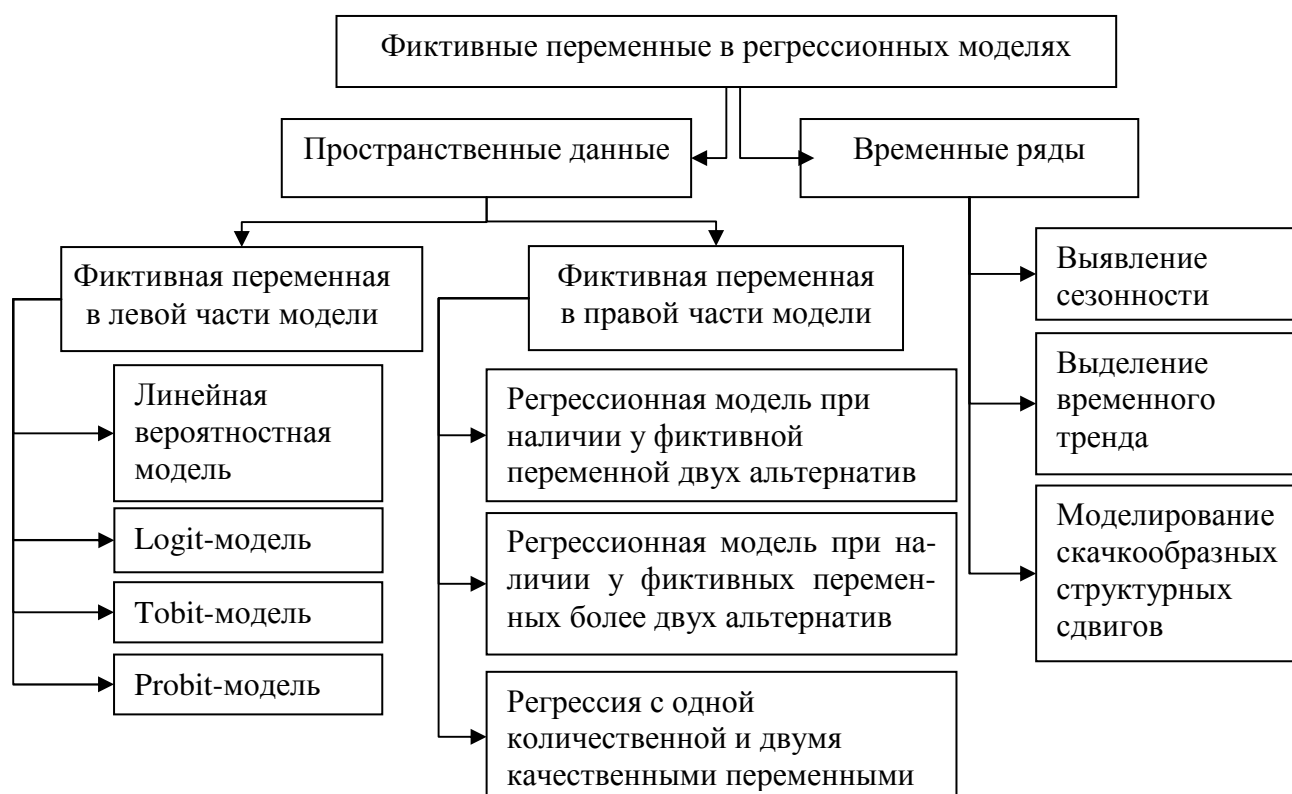 Фиктивные переменные в регрессионных моделях
Пространственные данные
Временные ряды
Фиктивная переменная
в левой части модели
Фиктивная переменная
в правой части модели
Линейная
вероятностная
модель
Logit-модель
Tobit-модель
Probit-модель
Регрессионная модель при
наличии у фиктивной
переменной двух альтернатив
Регрессионная модель при на-
личии у фиктивных перемен-
ных более двух альтернатив
Регрессия с одной
количественной и двумя
качественными переменными
Выявление
сезонности
Выделение
временного
тренда
Моделирование
скачкообразных
структурных
сдвигов